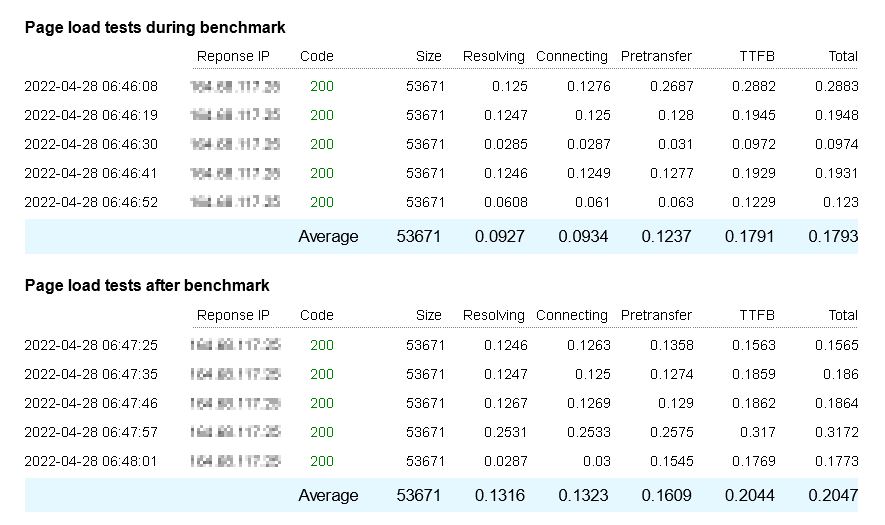 Page load tests during benchmark
Reponse IP Code Size Resolving Connecting Pretransfer TTFB Total
2022-04-28 06:46:08 200 53671 0.125 0.1276 0.2687 0.2882 0.2883
2022-04-28 06:46:19 200 53671 0.1247 0.125 0.128 0.1945 0.1948
2022-04-28 06:46:30 200 53671 0.0285 0.0287 0.031 0.0972 0.0974
2022-04-28 06:46:41 200 53671 0.1246 0.1249 0.1277 0.1929 0.1931
2022-04-28 06:46:52 200 53671 0.0608 0.061 0.063 0.1229 0.123
Average 53671 0.0927 0.0934 0.1237 0.1791 0.1793
Page load tests after benchmark
Reponse IP Code Size Resolving Connecting Pretransfer TTFB Total
2022-04-28 06:47:25 200 53671 0.1246 0.1263 0.1358 0.1563 0.1565
2022-04-28 06:47:35 200 53671 0.1247 0.125 0.1274 0.1859 0.186
2022-04-28 06:47:46 200 53671 0.1267 0.1269 0.129 0.1862 0.1864
2022-04-28 06:47:57 200 53671 0.2531 0.2533 0.2575 0.317 0.3172
2022-04-28 06:48:01 200 53671 0.0287 0.03 0.1545 0.1769 0.1773
Average 53671 0.1316 0.1323 0.1609 0.2044 0.2047